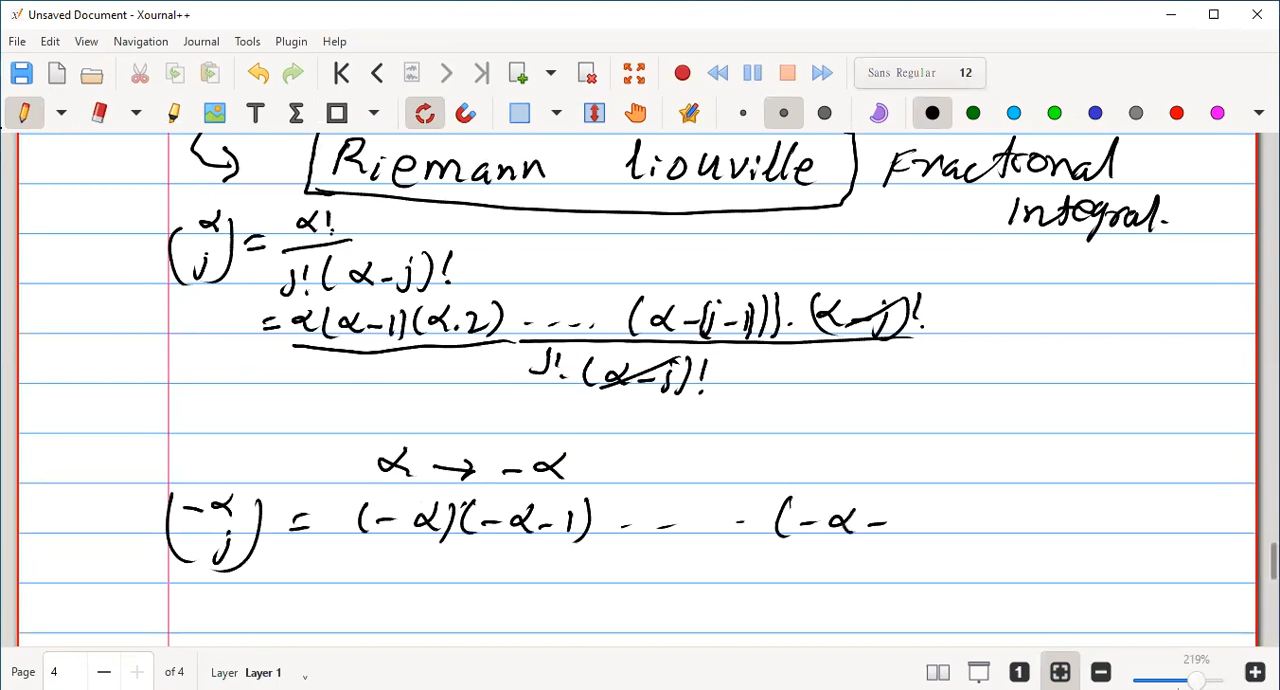 Unsaved Document - Xournal++
File Edit View Navigation Journal Tools Plugin Help
Sans Regular 12
↳ Riemann liouville Fractional
Integral.
(α j) = α! / j!(α-j)!
= α(α-1)(α.2) ..... (α-(j-1)).(α-j)! / j!.(α-j)!
α → -α
(-α j) = (-α)(-α-1) - - - (-α-
Page 4 of 4 Layer Layer 1 1 219%